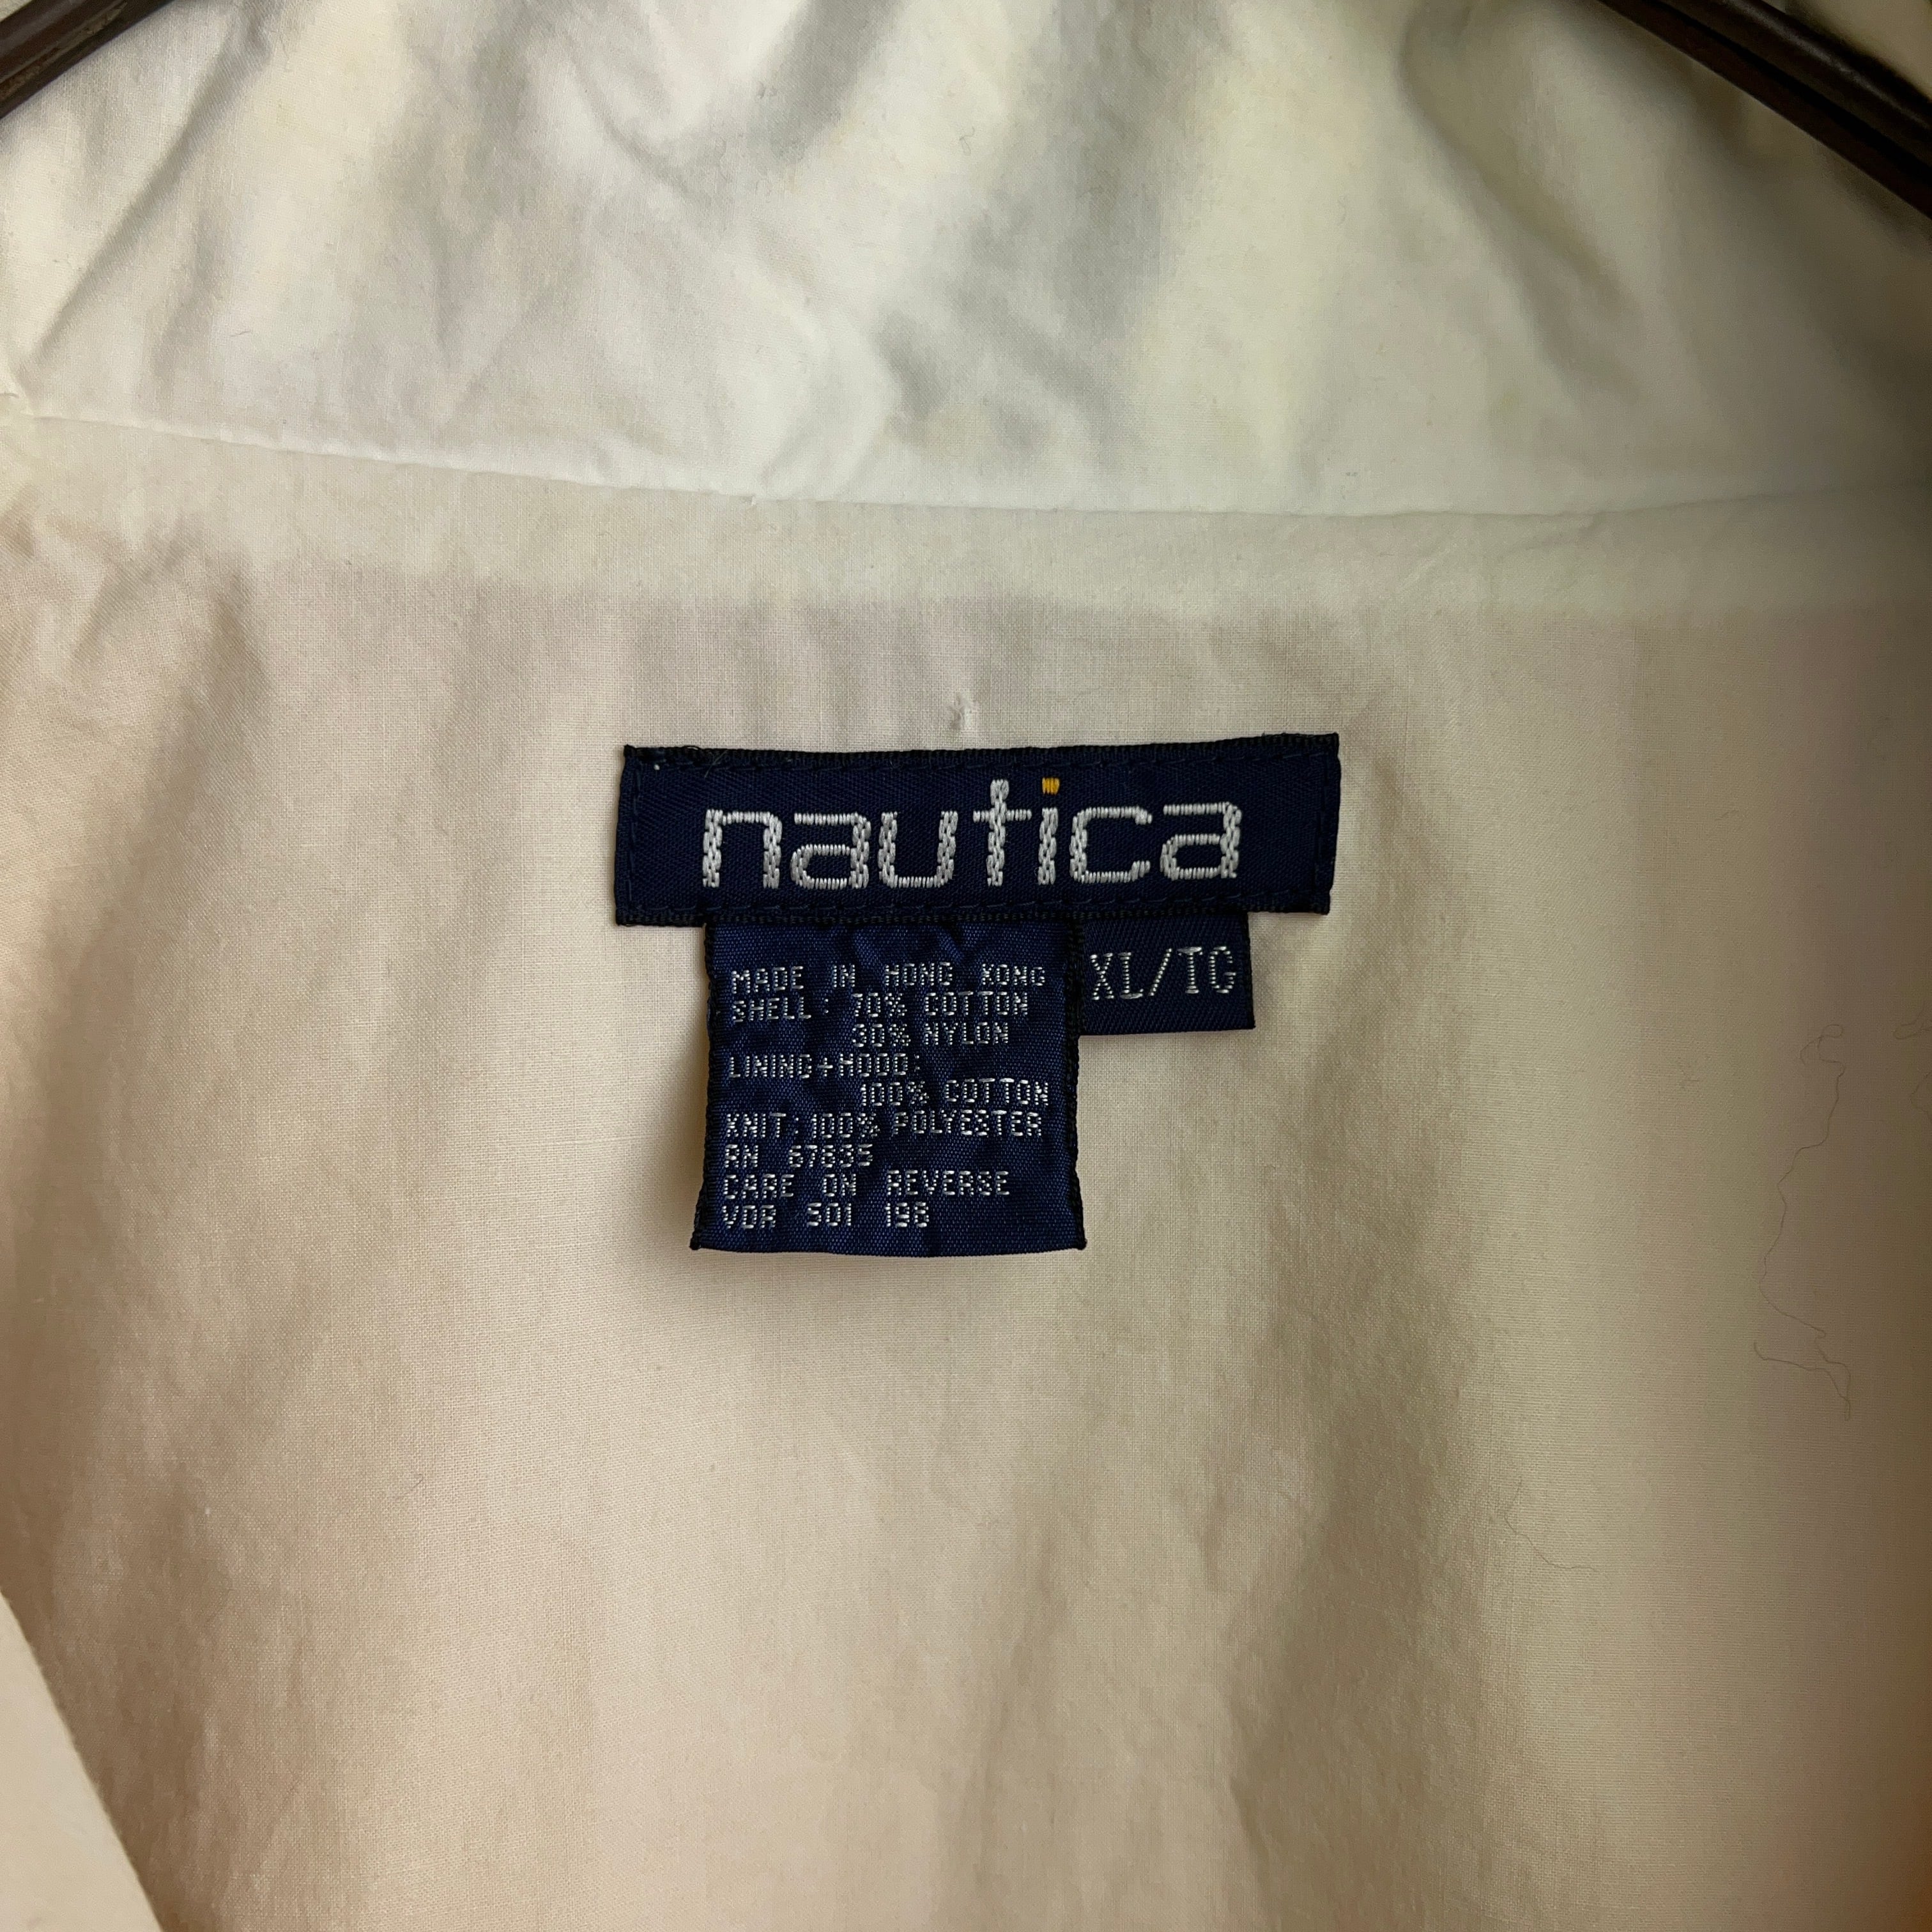 nautica
XL/TG
MADE IN HONG KONG
SHELL: 70% COTTON
30% NYLON
LINING+HOOD:
100% COTTON
KNIT:100% POLYESTER
RN 67835
CARE ON REVERSE
VDR 501 198